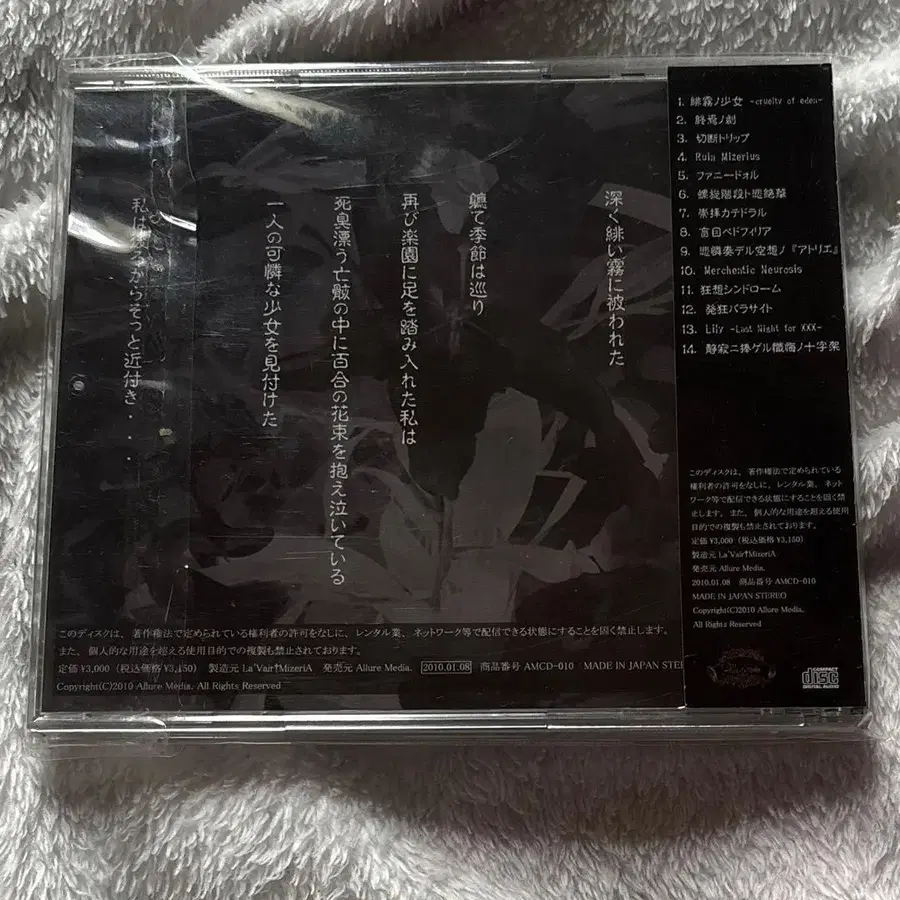 深く緋い霧に被われた
軈て季節は巡り
再び楽園に足を踏み入れた私は
死臭漂う亡骸の中に百合の花束を抱え泣いている
一人の可憐な少女を見付けた
からそっと近付き・・
このディスクは、著作権法で定められている権利者の許可をなしに、レンタル業、ネットワーク等で配信できる状態にすることを固く禁止します。
また、個人的な用途を超える使用目的での複製も禁止されております。
定価 ¥3,000（税込価格 ¥3,150） 製造元 La'Vair†MizeriA 発売元 Allure Media. 2010.01.08 商品番号 AMCD-010 MADE IN JAPAN STE
Copyright(C)2010 Allure Media. All Rights Reserved
1. 緋霧ノ少女 -cruelty of eden-
2. 終焉ノ創
3. 切断トリップ
4. Ruin Mizerius
5. ファニードォル
6. 螺旋階段ト悲絶撃
7. 崇拝カテドラル
8. 盲目ペドフィリア
9. 悲鱗奏デル空想ノ『アトリエ』
10. Merchentic Neurosis
11. 狂想シンドローム
12. 発狂パラサイト
13. Lily -Last Night for XXX-
14. 静寂ニ捧ゲル懺悔ノ十字架
このディスクは、著作権法で定められている
権利者の許可をなしに、レンタル業、ネット
ワーク等で配信できる状態にすることを固く禁
止します。また、個人的な用途を超える使用
目的での複製も禁止されております。
定価 ¥3,000（税込価格 ¥3,150）
製造元 La'Vair†MizeriA
発売元 Allure Media.
2010.01.08 商品番号 AMCD-010
MADE IN JAPAN STEREO
Copyright(C)2010 Allure Media.
All Rights Reserved
COMPACT
disc
DIGITAL AUDIO